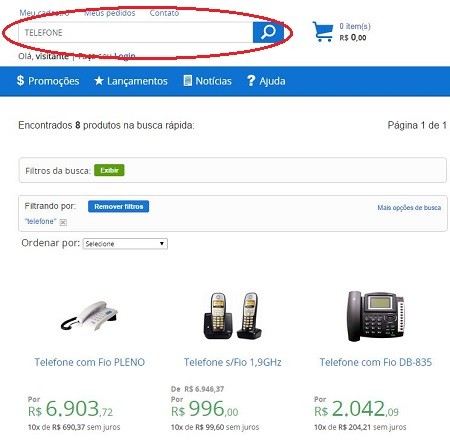 Meu cadastro Meus pedidos Contato
TELEFONE
0 item(s)
R$ 0,00
Olá, visitante | Faça seu Login
$ Promoções ★ Lançamentos Notícias ? Ajuda
Encontrados 8 produtos na busca rápida: Página 1 de 1
Filtros da busca: Exibir
Filtrando por: Remover filtros Mais opções de busca
"telefone"
Ordenar por: Selecione
Telefone com Fio PLENO
Por
R$ 6.903,72
10x de R$ 690,37 sem juros
Telefone s/Fio 1,9GHz
De R$ 6.946,37
Por
R$ 996,00
10x de R$ 99,60 sem juros
Telefone com Fio DB-835
Por
R$ 2.042,09
10x de R$ 204,21 sem juros